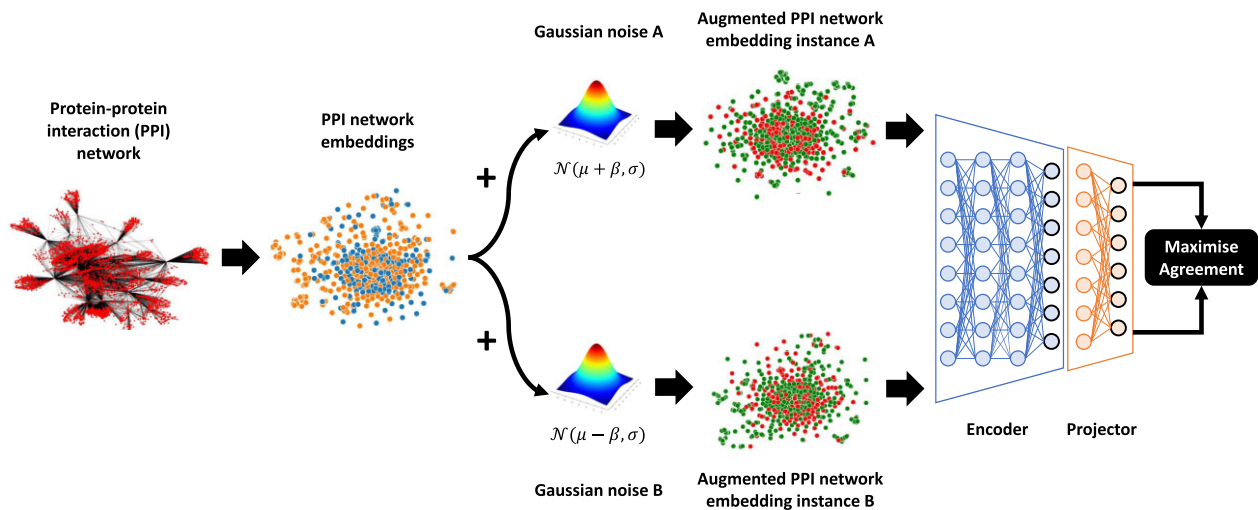 Protein-protein
interaction (PPI)
network
PPI network
embeddings
+
+
Gaussian noise A
𝒩(μ + β, σ)
Augmented PPI network
embedding instance A
𝒩(μ − β, σ)
Gaussian noise B
Augmented PPI network
embedding instance B
Encoder
Projector
Maximise
Agreement